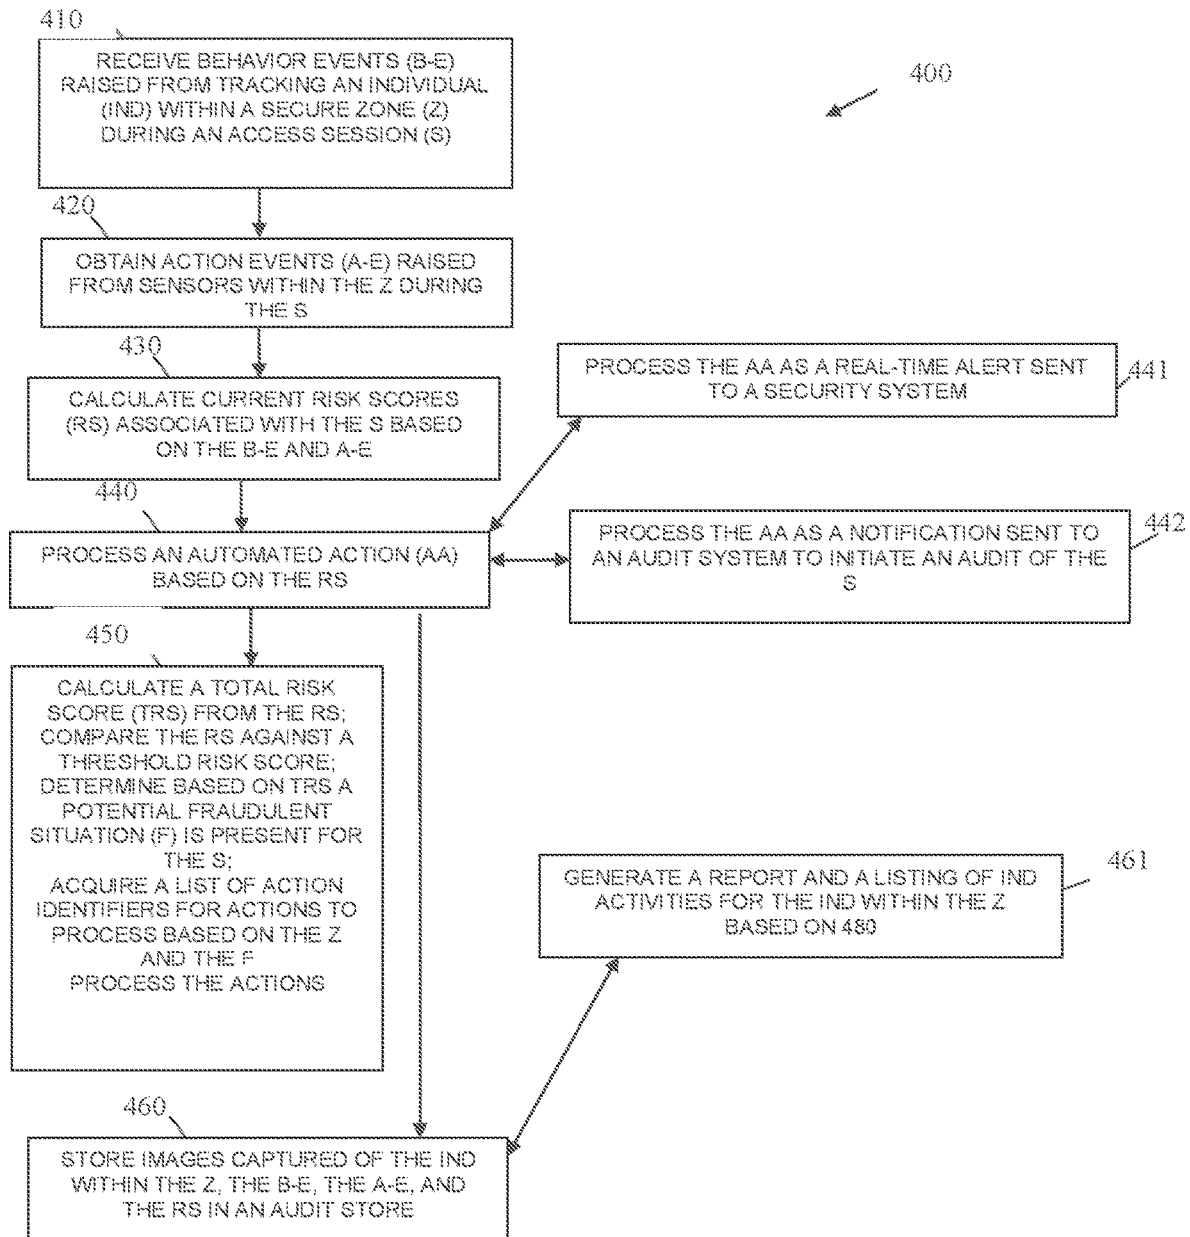 410
RECEIVE BEHAVIOR EVENTS (B-E)
RAISED FROM TRACKING AN INDIVIDUAL
(IND) WITHIN A SECURE ZONE (Z)
DURING AN ACCESS SESSION (S)
400
420
OBTAIN ACTION EVENTS (A-E) RAISED
FROM SENSORS WITHIN THE Z DURING
THE S
430
CALCULATE CURRENT RISK SCORES
(RS) ASSOCIATED WITH THE S BASED
ON THE B-E AND A-E
PROCESS THE AA AS A REAL-TIME ALERT SENT
TO A SECURITY SYSTEM
441
440
PROCESS AN AUTOMATED ACTION (AA)
BASED ON THE RS
PROCESS THE AA AS A NOTIFICATION SENT TO
AN AUDIT SYSTEM TO INITIATE AN AUDIT OF THE
S
442
450
CALCULATE A TOTAL RISK
SCORE (TRS) FROM THE RS;
COMPARE THE RS AGAINST A
THRESHOLD RISK SCORE;
DETERMINE BASED ON TRS A
POTENTIAL FRAUDULENT
SITUATION (F) IS PRESENT FOR
THE S;
ACQUIRE A LIST OF ACTION
IDENTIFIERS FOR ACTIONS TO
PROCESS BASED ON THE Z
AND THE F
PROCESS THE ACTIONS
GENERATE A REPORT AND A LISTING OF IND
ACTIVITIES FOR THE IND WITHIN THE Z
BASED ON 480
461
460
STORE IMAGES CAPTURED OF THE IND
WITHIN THE Z, THE B-E, THE A-E, AND
THE RS IN AN AUDIT STORE